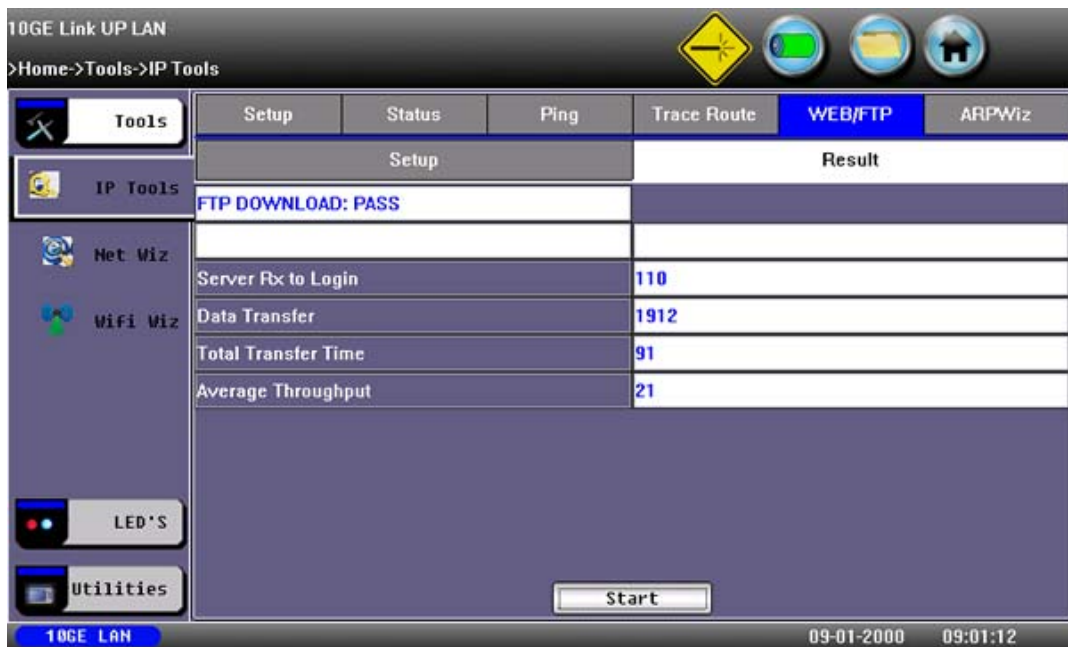 10GE Link UP LAN
>Home->Tools->IP Tools
Tools
Setup Status Ping Trace Route WEB/FTP ARPWiz
Setup Result
IP Tools
FTP DOWNLOAD: PASS
Net Wiz
Server Rx to Login 110
WiFi Wiz
Data Transfer 1912
Total Transfer Time 91
Average Throughput 21
LED'S
Utilities
Start
10GE LAN 09-01-2000 09:01:12